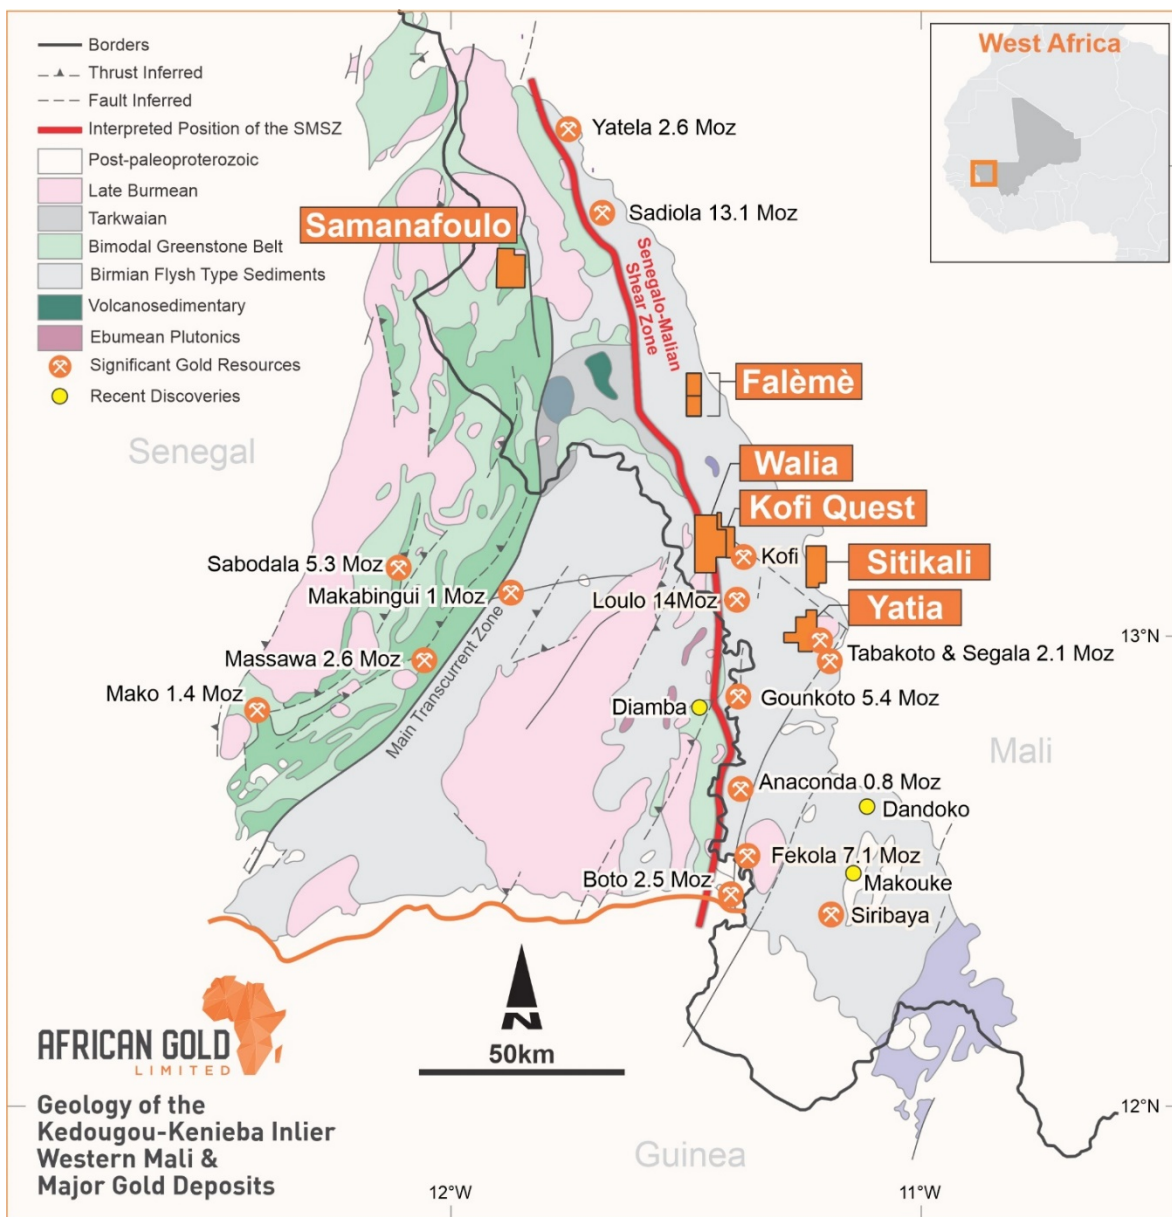 Borders
Thrust Inferred
Fault Inferred
Interpreted Position of the SMSZ
Post-paleoproterozoic
Late Burmean
Tarkwaian
Bimodal Greenstone Belt
Birmian Flysh Type Sediments
Volcanosedimentary
Ebumean Plutonics
Significant Gold Resources
Recent Discoveries
West Africa
Yatela 2.6 Moz
Sadiola 13.1 Moz
Samanafoulo
Senegalo-Malian
Shear Zone
Falèmè
Senegal
Walia
Kofi Quest
Kofi
Sitikali
Sabodala 5.3 Moz
Makabingui 1 Moz
Loulo 14Moz
Yatia
13°N
Massawa 2.6 Moz
Tabakoto & Segala 2.1 Moz
Mako 1.4 Moz
Main Transcurrent Zone
Diamba
Gounkoto 5.4 Moz
Mali
Anaconda 0.8 Moz
Dandoko
Fekola 7.1 Moz
Boto 2.5 Moz
Makouke
Siribaya
N
50km
AFRICAN GOLD
LIMITED
Geology of the
Kedougou-Kenieba Inlier
Western Mali &
Major Gold Deposits
12°N
Guinea
12°W
11°W